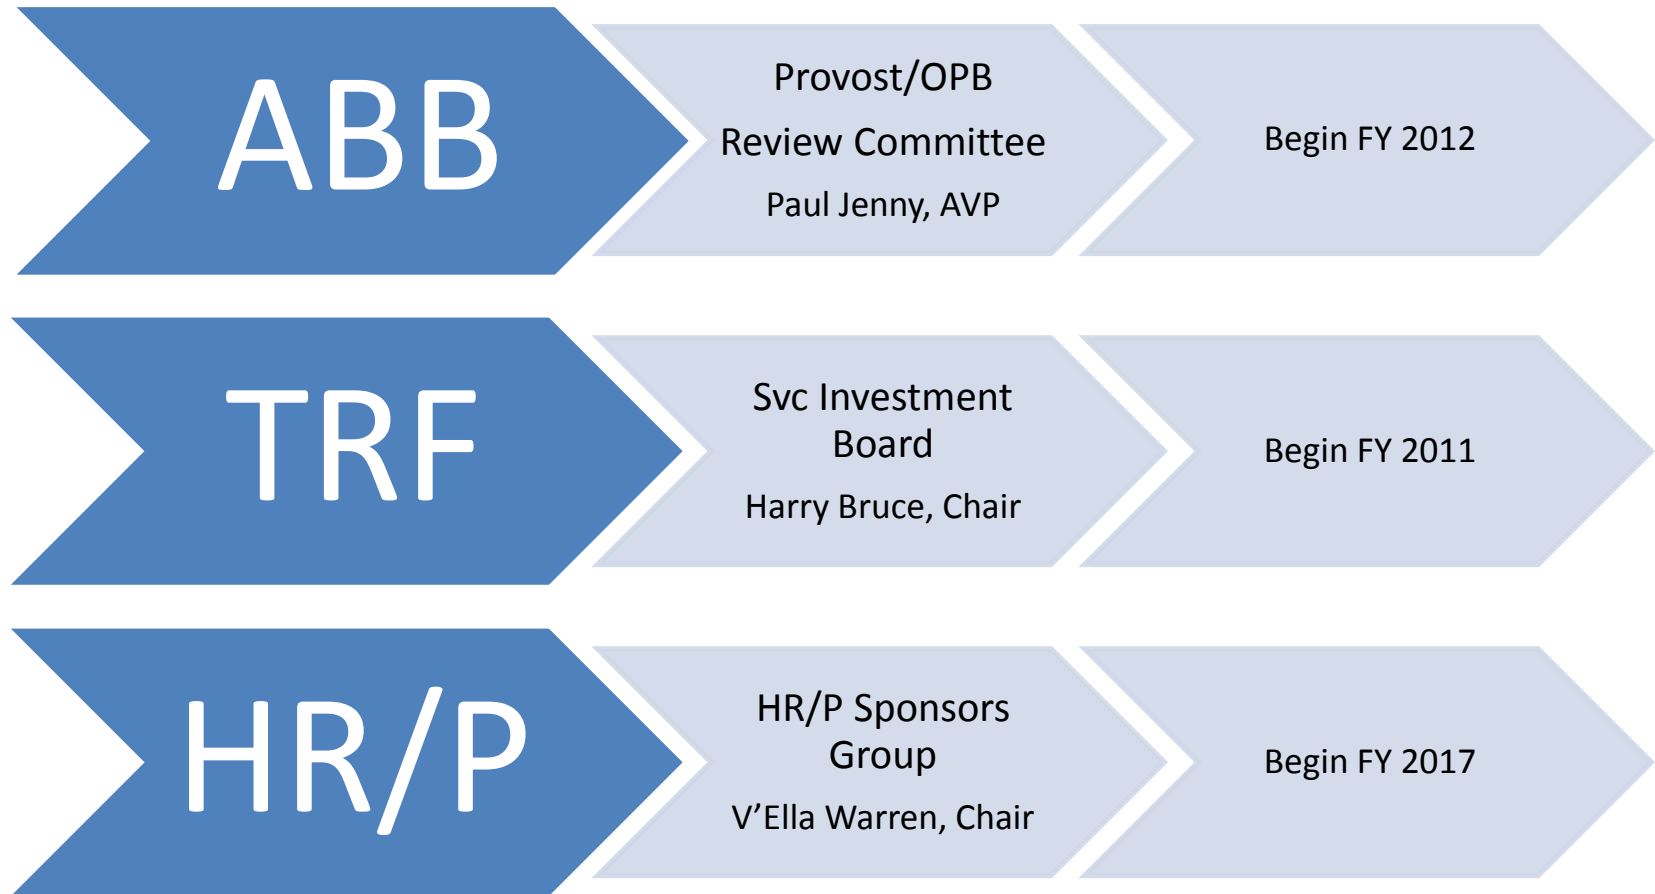 ABB
Provost/OPB
Review Committee
Paul Jenny, AVP
Begin FY 2012
TRF
Svc Investment
Board
Harry Bruce, Chair
Begin FY 2011
HR/P
HR/P Sponsors
Group
V’Ella Warren, Chair
Begin FY 2017